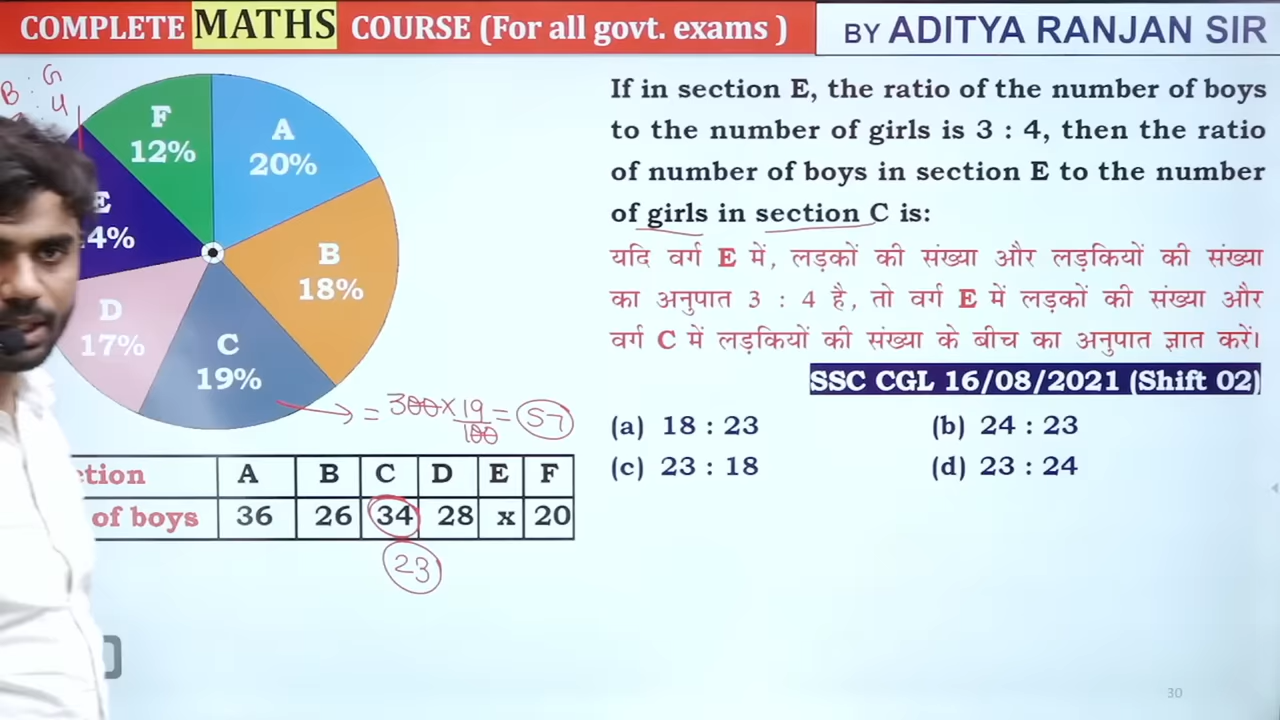 COMPLETE MATHS COURSE (For all govt. exams )
BY ADITYA RANJAN SIR
B : G
4
F
12%
A
20%
E
4%
B
18%
D
17%
C
19%
= 300 × 19/100 = 57
tion A B C D E F
of boys 36 26 34 28 x 20
23
If in section E, the ratio of the number of boys
to the number of girls is 3 : 4, then the ratio
of number of boys in section E to the number
of girls in section C is:
यदि वर्ग E में, लड़कों की संख्या और लड़कियों की संख्या
का अनुपात 3 : 4 है, तो वर्ग E में लड़कों की संख्या और
वर्ग C में लड़कियों की संख्या के बीच का अनुपात ज्ञात करें।
SSC CGL 16/08/2021 (Shift 02)
(a) 18 : 23 (b) 24 : 23
(c) 23 : 18 (d) 23 : 24
30